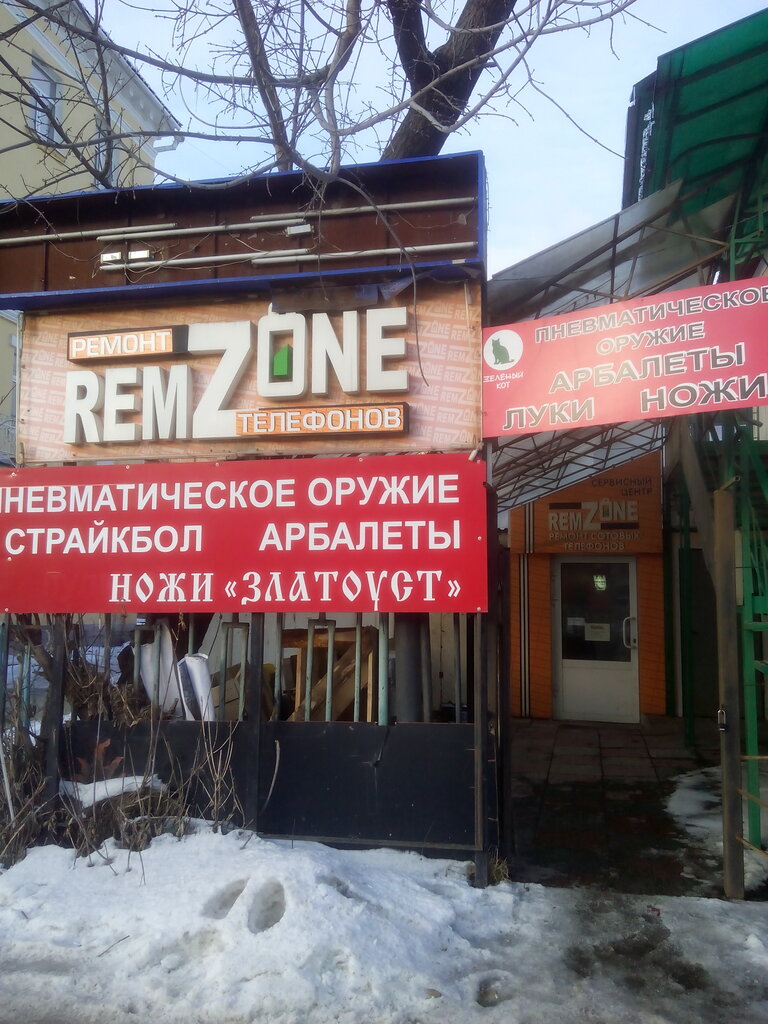 РЕМОНТ
REMZONE
ТЕЛЕФОНОВ
ПНЕВМАТИЧЕСКОЕ ОРУЖИЕ
СТРАЙКБОЛ АРБАЛЕТЫ
НОЖИ «ЗЛАТОУСТ»
ЗЕЛЁНЫЙ
КОТ
ПНЕВМАТИЧЕСКОЕ
ОРУЖИЕ
АРБАЛЕТЫ
ЛУКИ НОЖИ
СЕРВИСНЫЙ
ЦЕНТР
REMZONE
РЕМОНТ СОТОВЫХ
ТЕЛЕФОНОВ